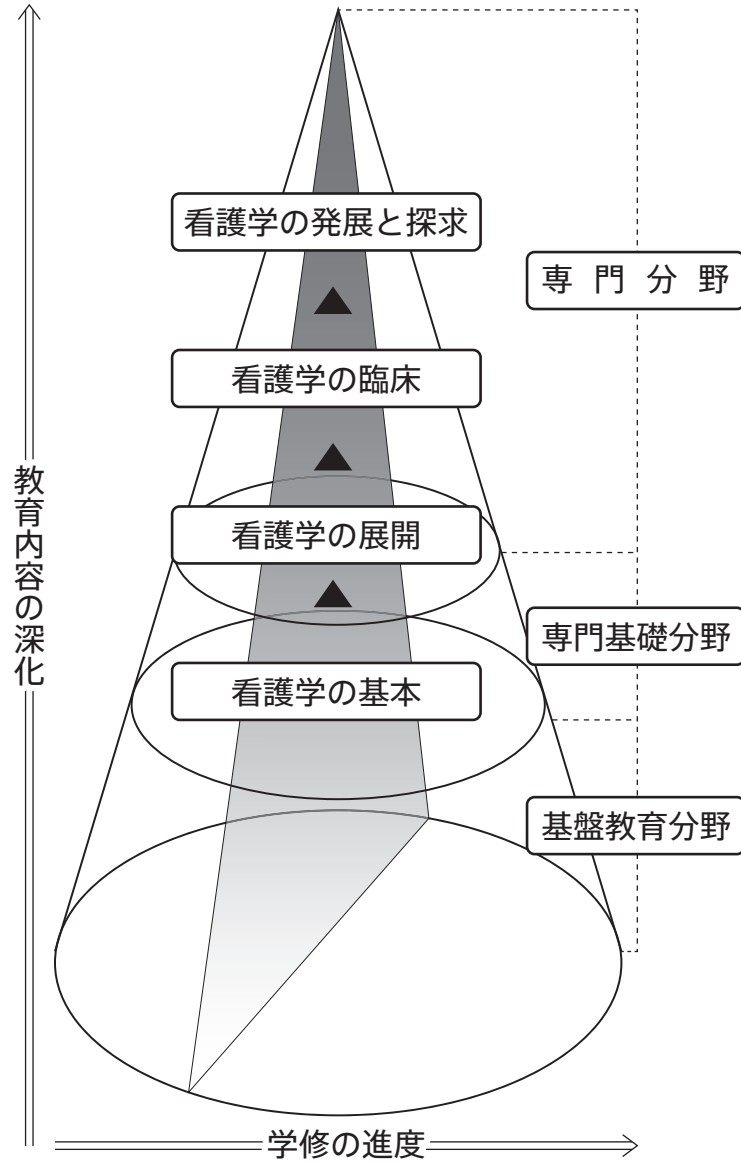 看護学の発展と探求
専門分野
看護学の臨床
看護学の展開
専門基礎分野
看護学の基本
基盤教育分野
教育内容の深化
学修の進度